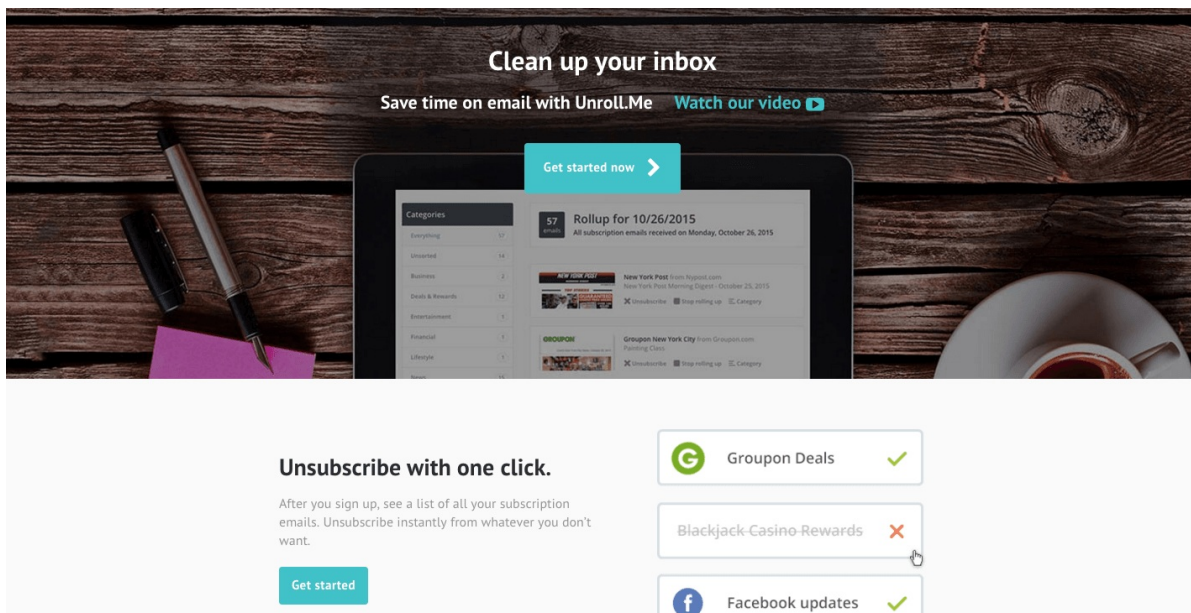 Clean up your inbox
Save time on email with Unroll.Me Watch our video
Get started now
Categories
Everything 57
Unsorted 14
Business 2
Deals & Rewards 32
Entertainment 1
Financial 1
Lifestyle 1
News
57
emails
Rollup for 10/26/2015
All subscription emails received on Monday, October 26, 2015
NEW YORK POST
New York Post from Nypost.com
New York Post Morning Digest - October 25, 2015
Unsubscribe Stop rolling up Category
GROUPON
Groupon New York City from Groupon.com
Painting Class
Unsubscribe Stop rolling up Category
Unsubscribe with one click.
After you sign up, see a list of all your subscription
emails. Unsubscribe instantly from whatever you don't
want.
Get started
G Groupon Deals
Blackjack Casino Rewards
f Facebook updates